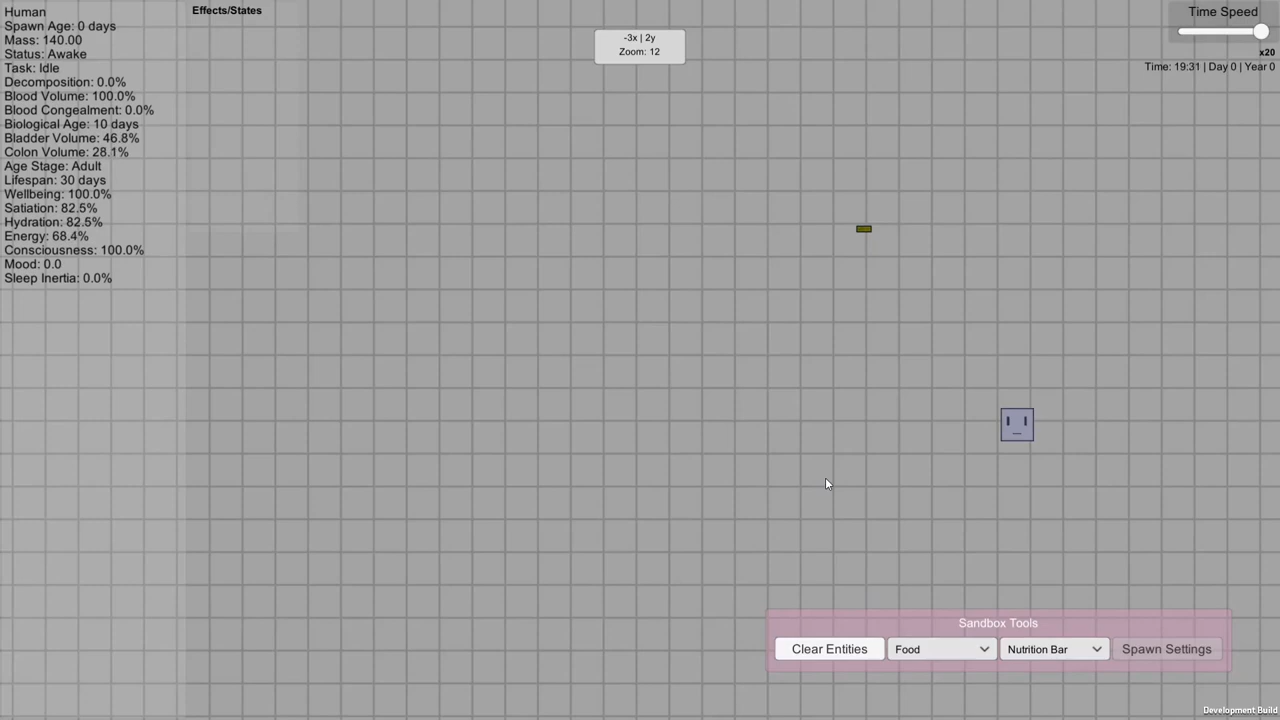 Human
Spawn Age: 0 days
Mass: 140.00
Status: Awake
Task: Idle
Decomposition: 0.0%
Blood Volume: 100.0%
Blood Congealment: 0.0%
Biological Age: 10 days
Bladder Volume: 46.8%
Colon Volume: 28.1%
Age Stage: Adult
Lifespan: 30 days
Wellbeing: 100.0%
Satiation: 82.5%
Hydration: 82.5%
Energy: 68.4%
Consciousness: 100.0%
Mood: 0.0
Sleep Inertia: 0.0%
Effects/States
-3x | 2y
Zoom: 12
Time Speed
x20
Time: 19:31 | Day 0 | Year 0
Sandbox Tools
Clear Entities
Food
Nutrition Bar
Spawn Settings
Development Build